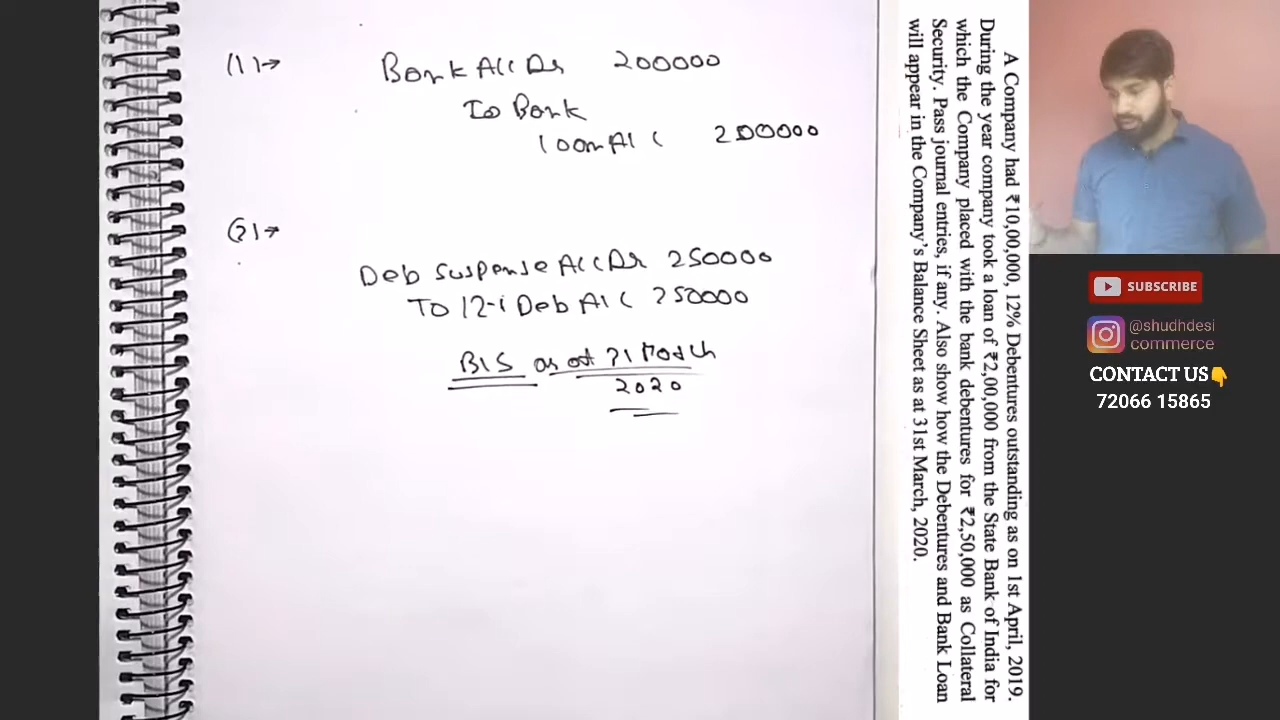 (1)→ Bank A/c Dr 200000
To Bank
loan A/c 200000
(2)→
Deb Suspense A/c Dr 250000
To 12% Deb A/c 250000
B/S as at 31 March
2020
A Company had ₹10,00,000, 12% Debentures outstanding as on 1st April, 2019.
During the year company took a loan of ₹2,00,000 from the State Bank of India for
which the Company placed with the bank debentures for ₹2,50,000 as Collateral
Security. Pass journal entries, if any. Also show how the Debentures and Bank Loan
will appear in the Company's Balance Sheet as at 31st March, 2020.
SUBSCRIBE
@shudhdesi
commerce
CONTACT US👇
72066 15865